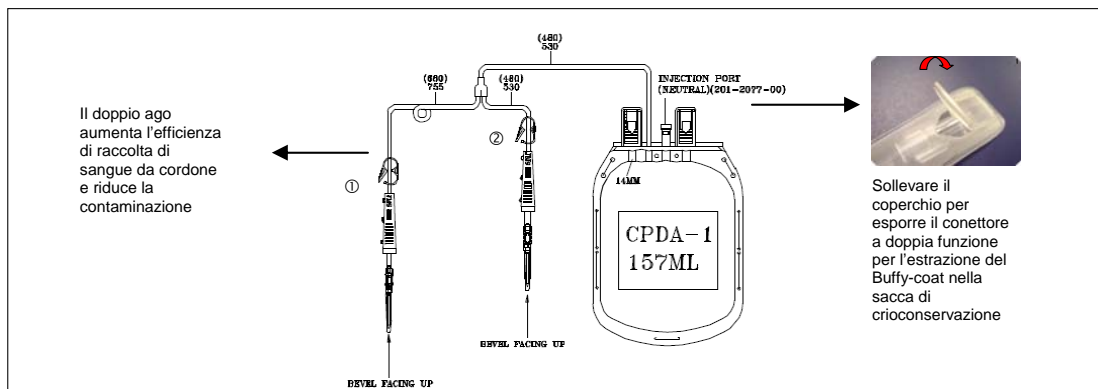 Il doppio ago
aumenta l'efficienza
di raccolta di
sangue da cordone
e riduce la
contaminazione
(480)
530
(660)
755
(480)
530
①
②
INJECTION PORT
(NEUTRAL)(201-2077-00)
14MM
CPDA-1
157ML
BEVEL FACING UP
BEVEL FACING UP
Sollevare il
coperchio per
esporre il conettore
a doppia funzione
per l'estrazione del
Buffy-coat nella
sacca di
crioconservazione